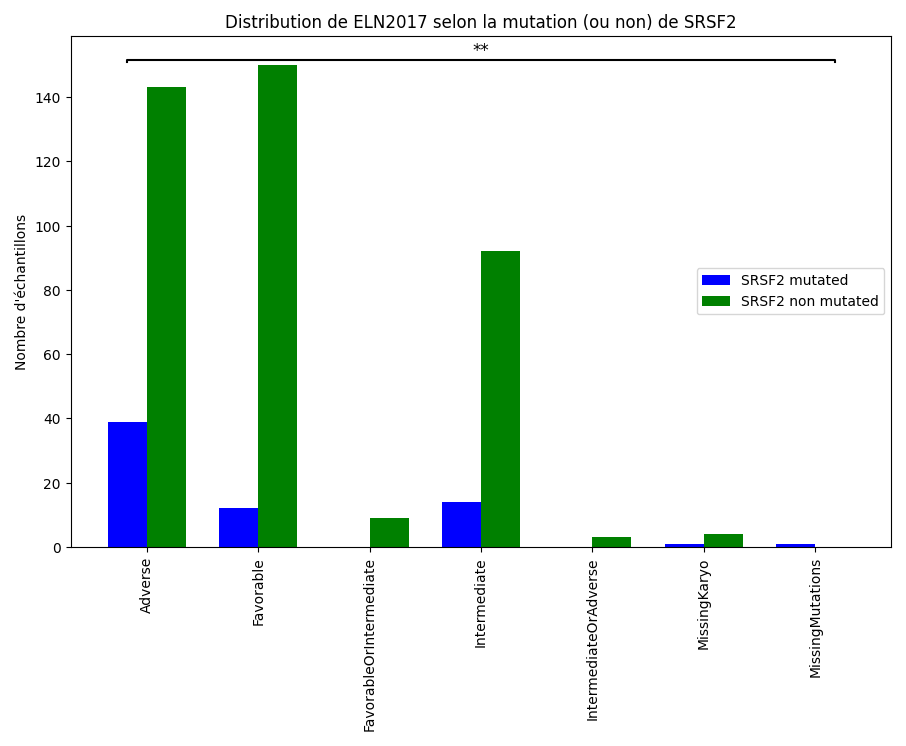 Distribution de ELN2017 selon la mutation (ou non) de SRSF2
**
140
120
100
80
60
40
20
0
Nombre d'échantillons
SRSF2 mutated
SRSF2 non mutated
Adverse
Favorable
FavorableOrIntermediate
Intermediate
IntermediateOrAdverse
MissingKaryo
MissingMutations